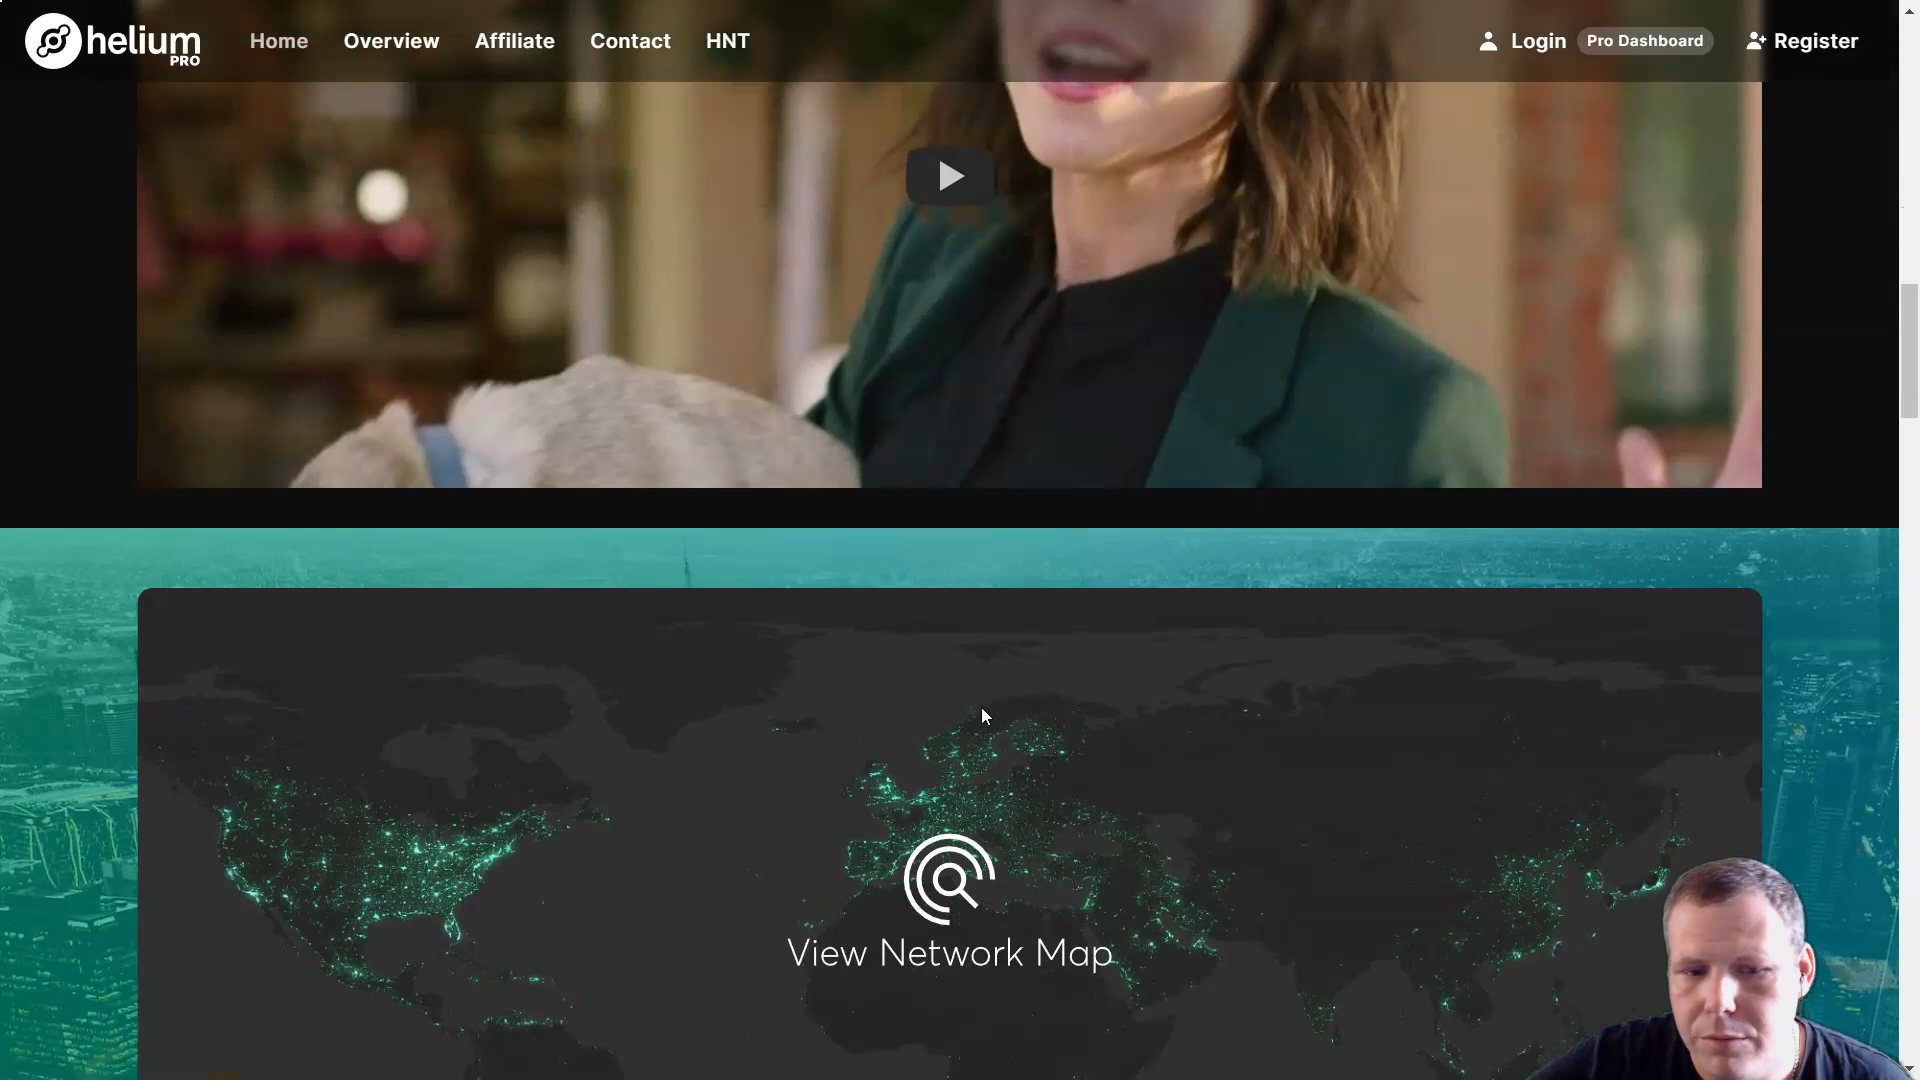 helium
PRO
Home
Overview
Affiliate
Contact
HNT
Login
Pro Dashboard
Register
View Network Map